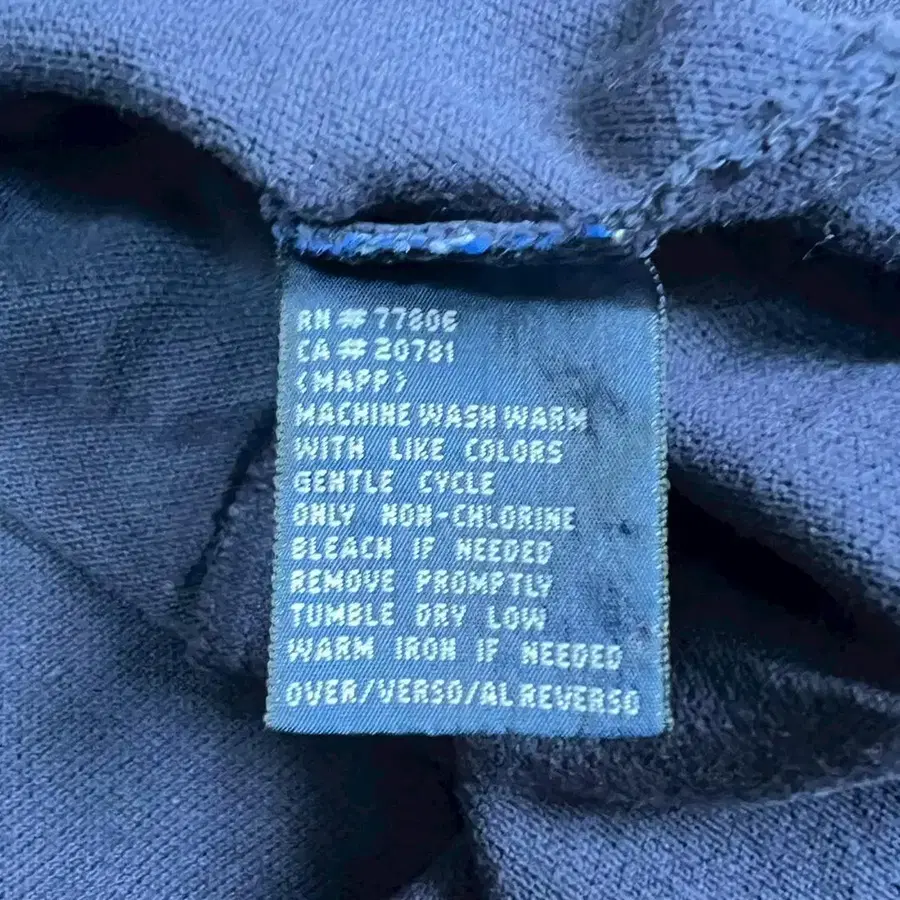 RN # 77806
CA # 20781
(MAPP)
MACHINE WASH WARM
WITH LIKE COLORS
GENTLE CYCLE
ONLY NON-CHLORINE
BLEACH IF NEEDED
REMOVE PROMPTLY
TUMBLE DRY LOW
WARM IRON IF NEEDED
OVER/VERSO/AL REVERSO